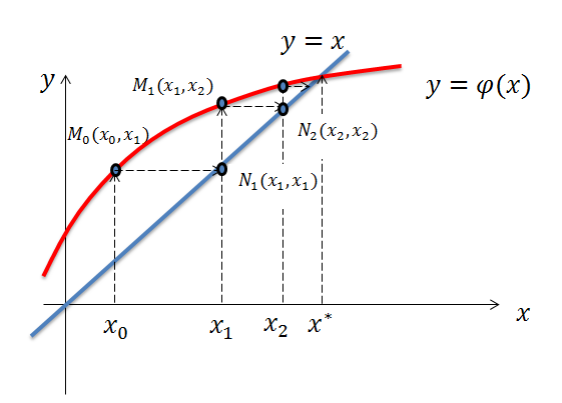 y = x
y
M₁(x₁,x₂)
y = φ(x)
M₀(x₀,x₁)
N₂(x₂,x₂)
N₁(x₁,x₁)
x
x₀ x₁ x₂ x*